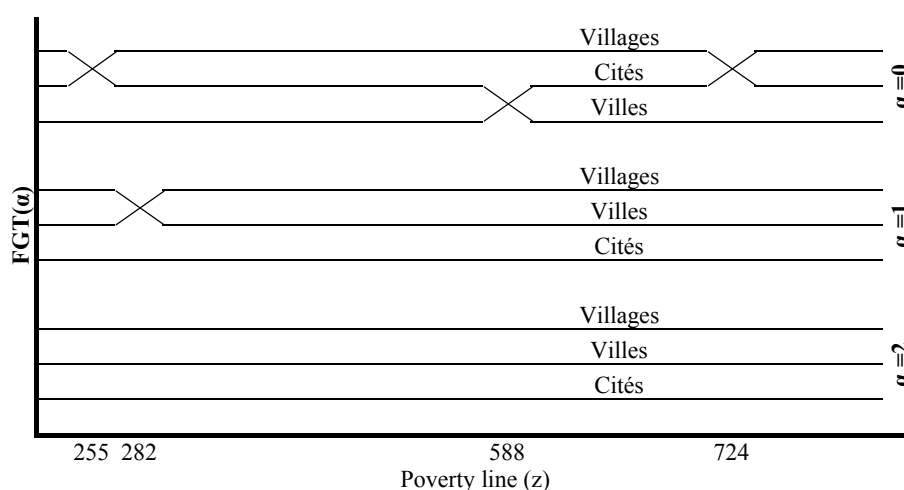 Villages
Cités
Villes
α=0
Villages
Villes
Cités
α=1
Villages
Villes
Cités
α=2
FGT(α)
255 282 588 724
Poverty line (z)